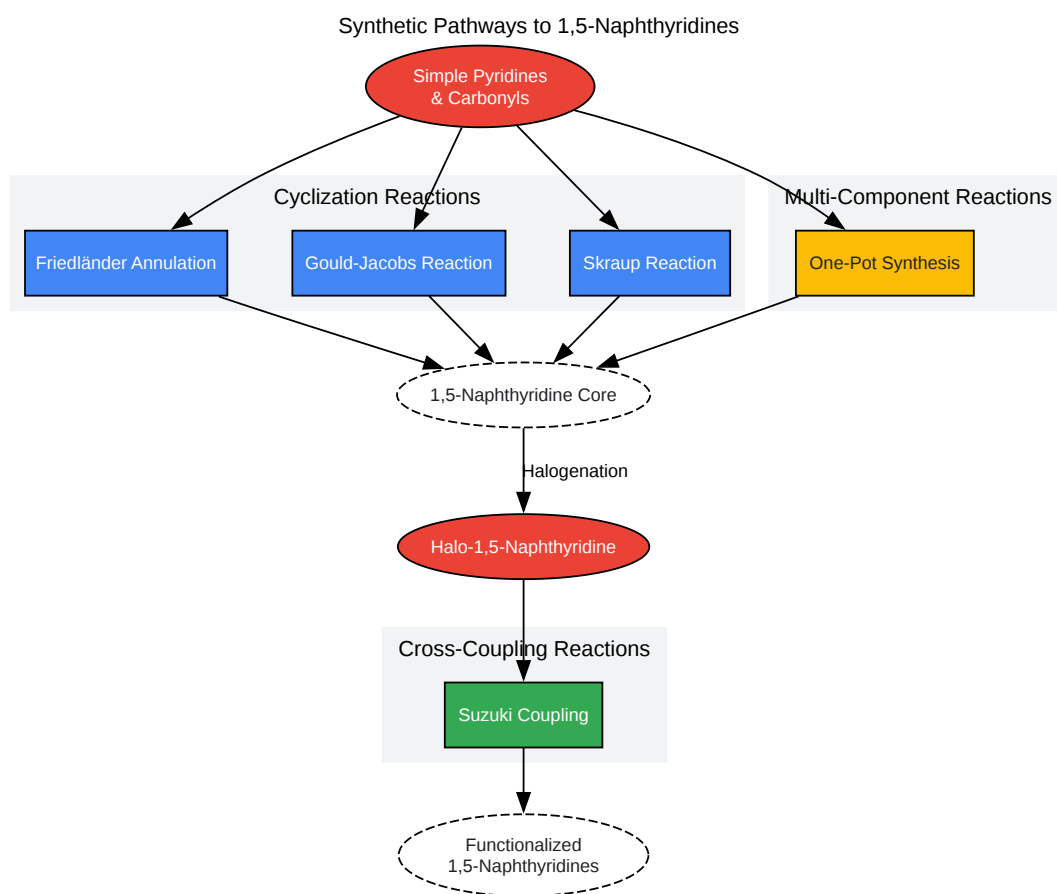 Synthetic Pathways to 1,5-Naphthyridines
Simple Pyridines
& Carbonyls
Cyclization Reactions
Multi-Component Reactions
Friedländer Annulation
Gould-Jacobs Reaction
Skraup Reaction
One-Pot Synthesis
1,5-Naphthyridine Core
Halogenation
Halo-1,5-Naphthyridine
Cross-Coupling Reactions
Suzuki Coupling
Functionalized
1,5-Naphthyridines